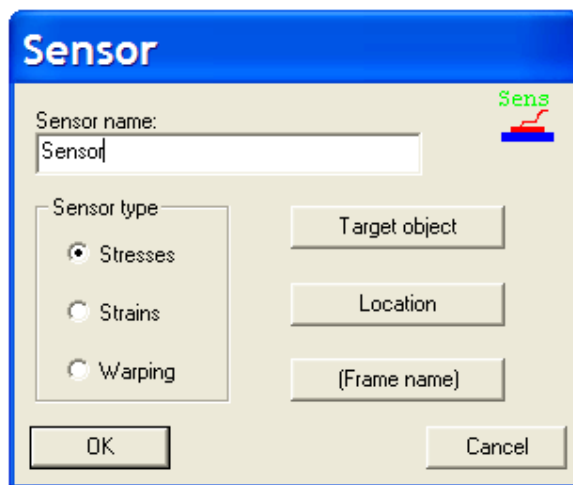 Sensor
Sens
Sensor name:
Sensor
Sensor type
Stresses
Strains
Warping
Target object
Location
(Frame name)
OK
Cancel